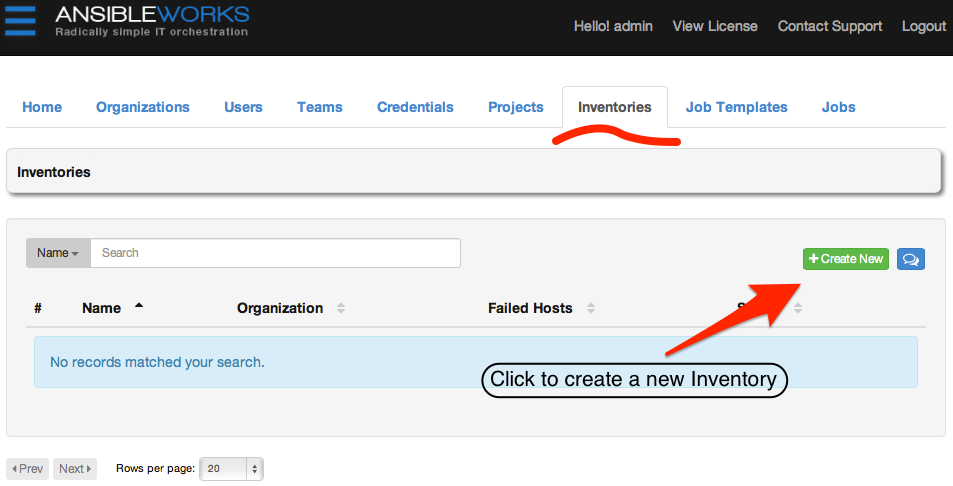 ANSIBLEWORKS
Radically simple IT orchestration
Hello! admin View License Contact Support Logout
Home Organizations Users Teams Credentials Projects Inventories Job Templates Jobs
Inventories
Name Search
+ Create New
# Name Organization Failed Hosts
No records matched your search.
Click to create a new Inventory
Prev Next Rows per page: 20